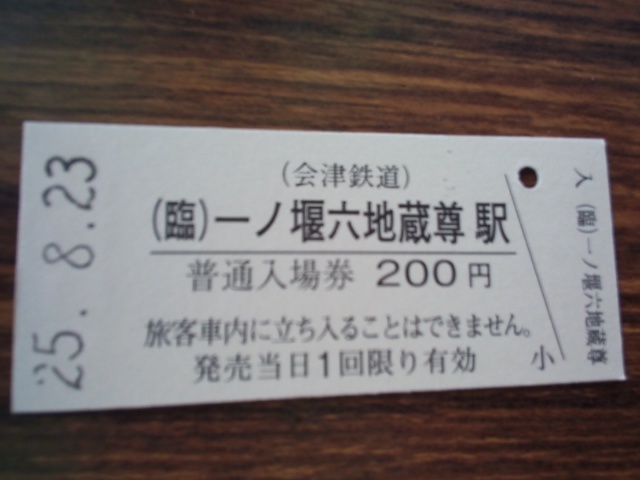 25. 8. 23
(会津鉄道)
(臨)一ノ堰六地蔵尊 駅
普通入場券 200円
旅客車内に立ち入ることはできません。
発売当日1回限り有効
小
入 (臨)一ノ堰六地蔵尊